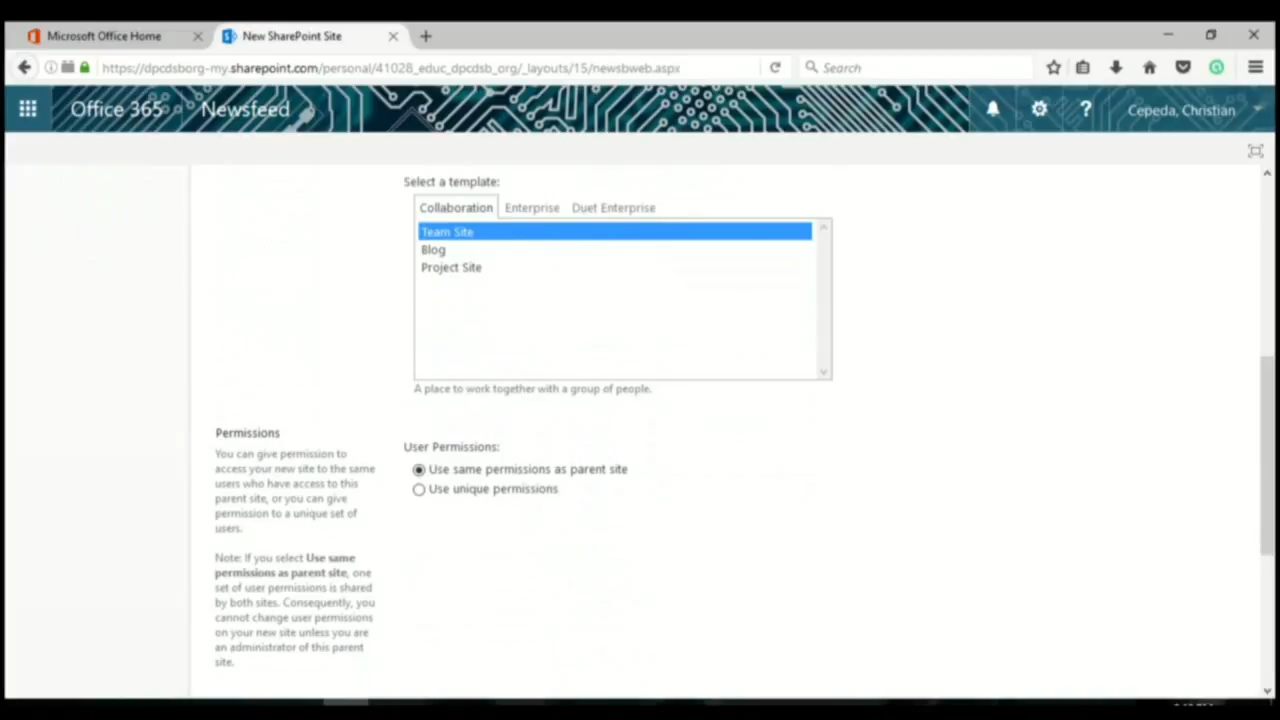 Microsoft Office Home
New SharePoint Site
https://dpcdsborg-my.sharepoint.com/personal/41028_educ_dpcdsb_org/_layouts/15/newsbweb.aspx
Search
Office 365
Newsfeed
Cepeda, Christian
Select a template:
Collaboration Enterprise Duet Enterprise
Team Site
Blog
Project Site
A place to work together with a group of people.
Permissions
You can give permission to
access your new site to the same
users who have access to this
parent site, or you can give
permission to a unique set of
users.
Note: If you select Use same
permissions as parent site, one
set of user permissions is shared
by both sites. Consequently, you
cannot change user permissions
on your new site unless you are
an administrator of this parent
site.
User Permissions:
Use same permissions as parent site
Use unique permissions